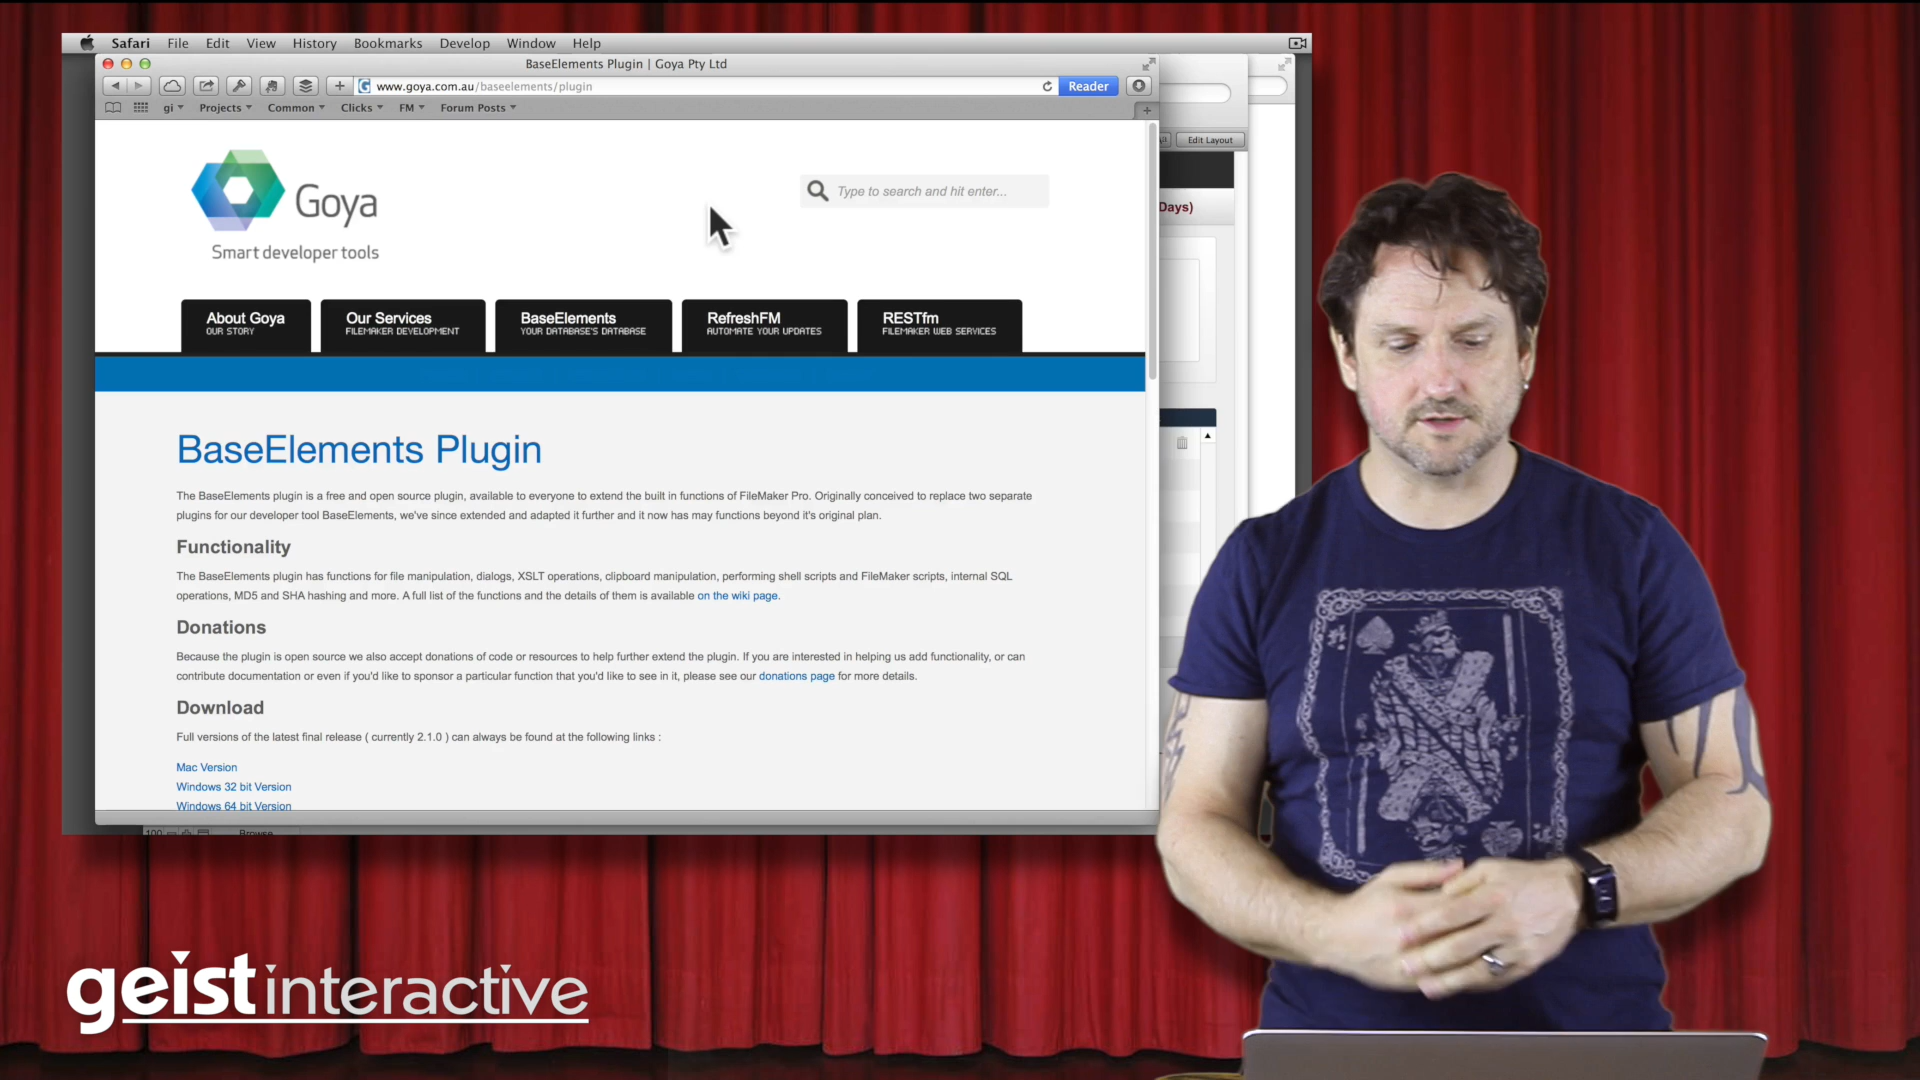 Safari File Edit View History Bookmarks Develop Window Help
BaseElements Plugin | Goya Pty Ltd
www.goya.com.au/baseelements/plugin
Reader
gi Projects Common Clicks FM Forum Posts
Edit Layout
Goya
Type to search and hit enter...
Days)
Smart developer tools
About Goya
OUR STORY
Our Services
FILEMAKER DEVELOPMENT
BaseElements
YOUR DATABASE'S DATABASE
RefreshFM
AUTOMATE YOUR UPDATES
RESTfm
FILEMAKER WEB SERVICES
BaseElements Plugin
The BaseElements plugin is a free and open source plugin, available to everyone to extend the built in functions of FileMaker Pro. Originally conceived to replace two separate
plugins for our developer tool BaseElements, we've since extended and adapted it further and it now has may functions beyond it's original plan.
Functionality
The BaseElements plugin has functions for file manipulation, dialogs, XSLT operations, clipboard manipulation, performing shell scripts and FileMaker scripts, internal SQL
operations, MD5 and SHA hashing and more. A full list of the functions and the details of them is available on the wiki page.
Donations
Because the plugin is open source we also accept donations of code or resources to help further extend the plugin. If you are interested in helping us add functionality, or can
contribute documentation or even if you'd like to sponsor a particular function that you'd like to see in it, please see our donations page for more details.
Download
Full versions of the latest final release ( currently 2.1.0 ) can always be found at the following links :
Mac Version
Windows 32 bit Version
Windows 64 bit Version
100 Browse
geist interactive